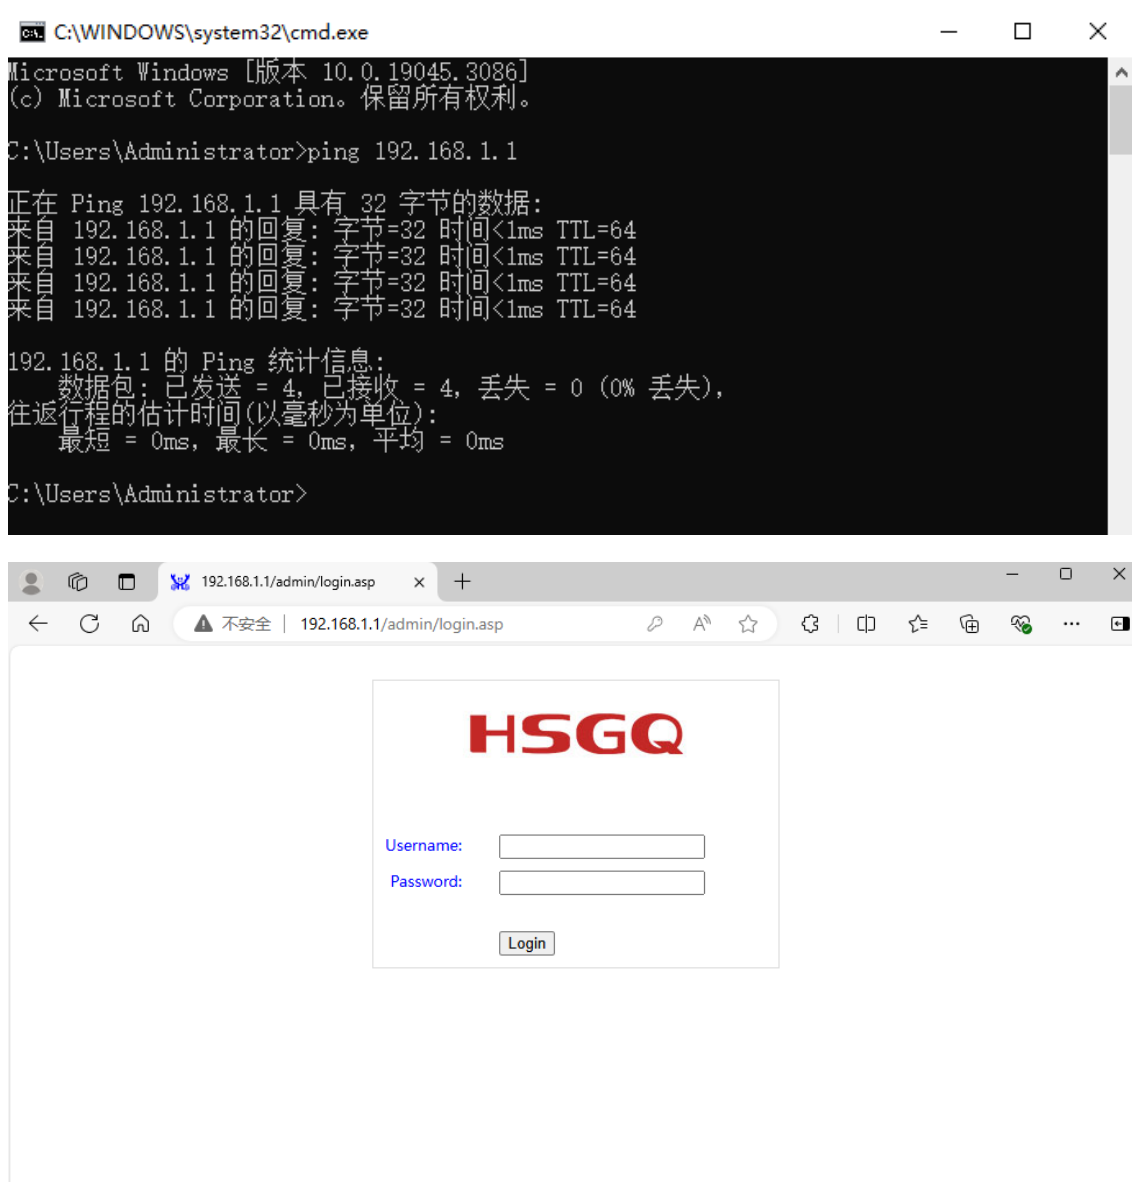 C:\WINDOWS\system32\cmd.exe
Microsoft Windows [版本 10.0.19045.3086]
(c) Microsoft Corporation。保留所有权利。
C:\Users\Administrator>ping 192.168.1.1
正在 Ping 192.168.1.1 具有 32 字节的数据:
来自 192.168.1.1 的回复: 字节=32 时间<1ms TTL=64
来自 192.168.1.1 的回复: 字节=32 时间<1ms TTL=64
来自 192.168.1.1 的回复: 字节=32 时间<1ms TTL=64
来自 192.168.1.1 的回复: 字节=32 时间<1ms TTL=64
192.168.1.1 的 Ping 统计信息:
数据包: 已发送 = 4, 已接收 = 4, 丢失 = 0 (0% 丢失),
往返行程的估计时间(以毫秒为单位):
最短 = 0ms, 最长 = 0ms, 平均 = 0ms
C:\Users\Administrator>
192.168.1.1/admin/login.asp
不安全 192.168.1.1/admin/login.asp
HSGQ
Username:
Password:
Login